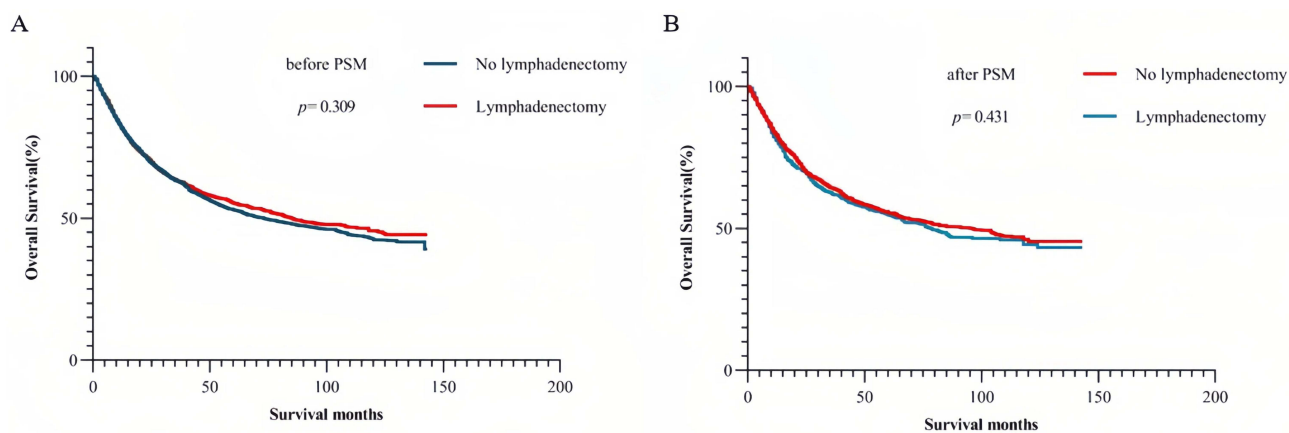 A
before PSM
No lymphadenectomy
p= 0.309
Lymphadenectomy
Overall Survival(%)
100
50
0
0
50
100
150
200
Survival months
B
after PSM
No lymphadenectomy
p= 0.431
Lymphadenectomy
Overall Survival(%)
100
50
0
0
50
100
150
200
Survival months